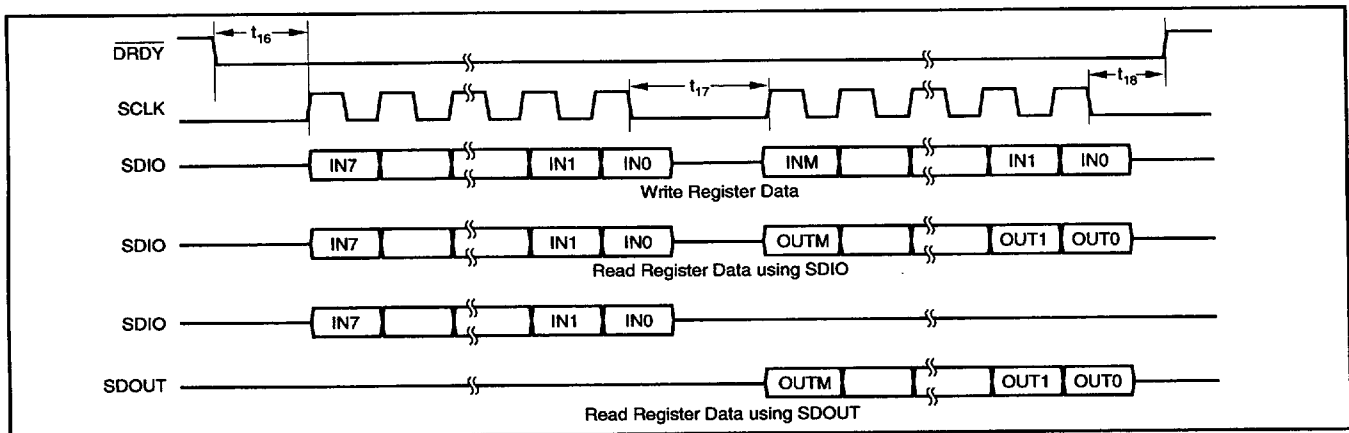 DRDY
t16
SCLK
t17
t18
SDIO
IN7 IN1 IN0 INM IN1 IN0
Write Register Data
SDIO
IN7 IN1 IN0 OUTM OUT1 OUT0
Read Register Data using SDIO
SDIO
IN7 IN1 IN0
SDOUT
OUTM OUT1 OUT0
Read Register Data using SDOUT